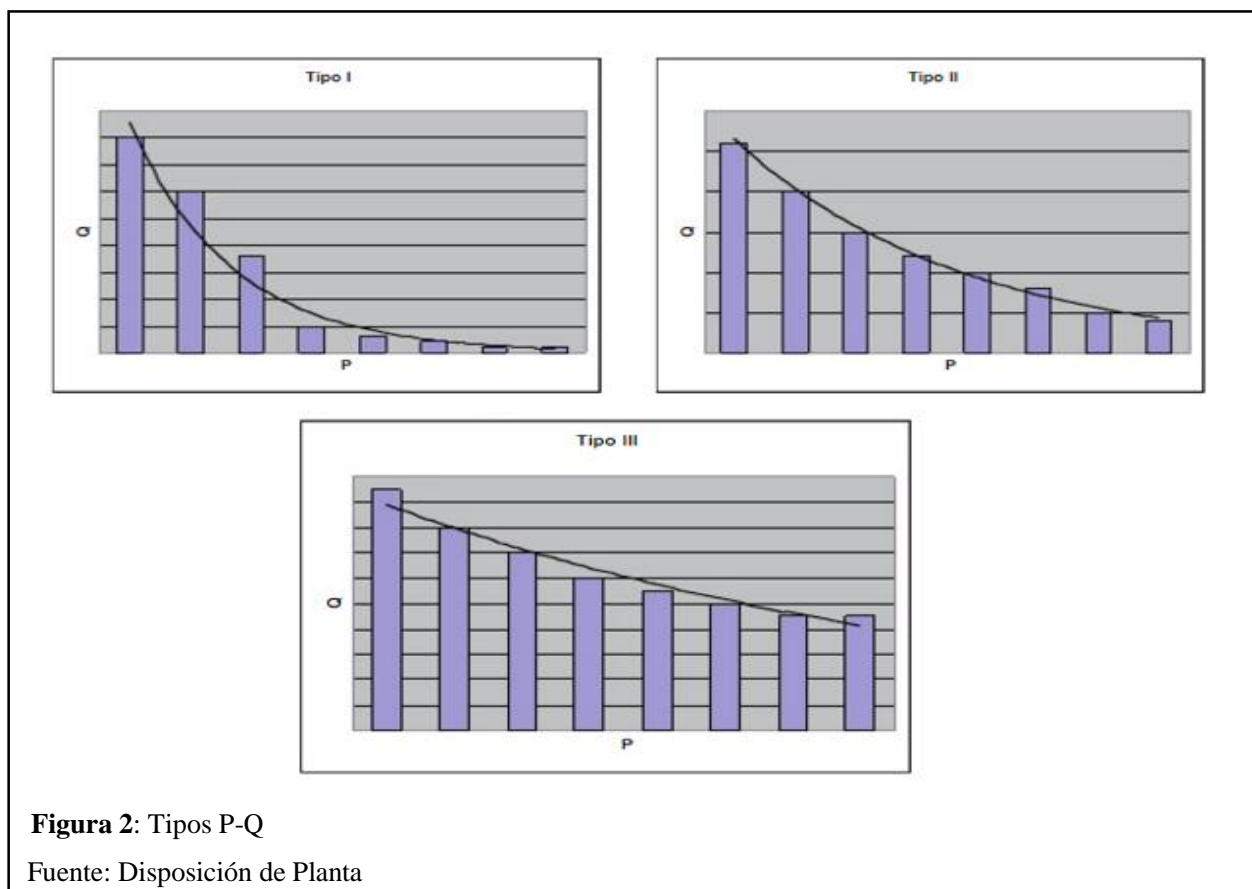 Tipo I
Q
P
Tipo II
Q
P
Tipo III
Q
P
Figura 2: Tipos P-Q
Fuente: Disposición de Planta